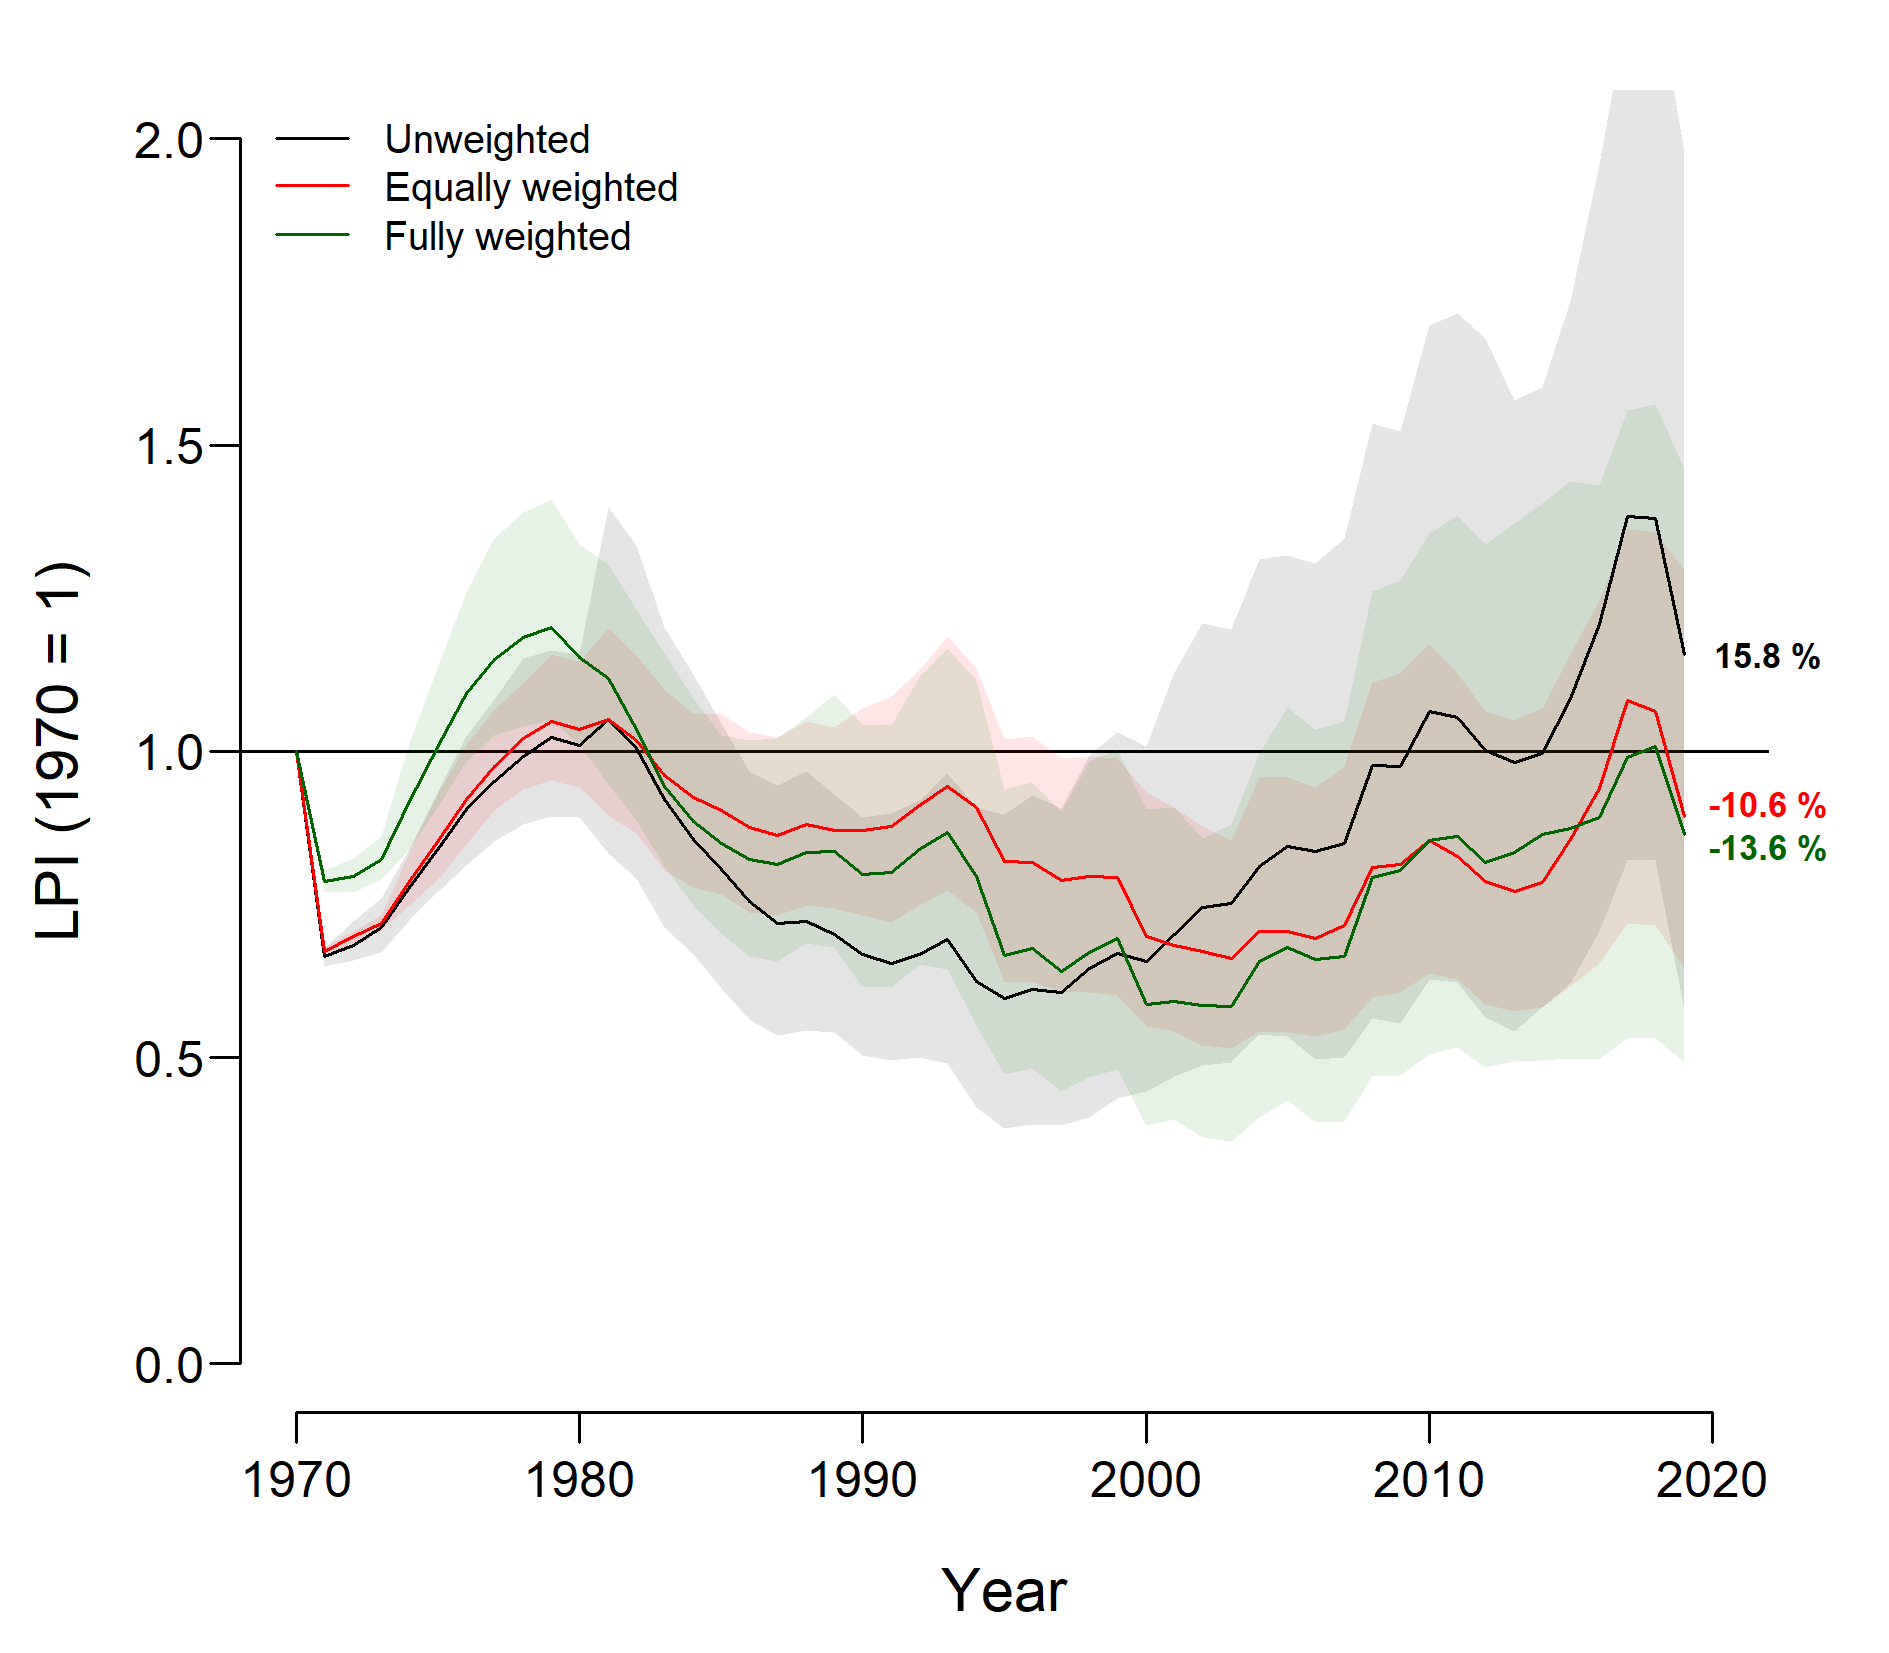 2.0
Unweighted
Equally weighted
Fully weighted
1.5
LPI (1970 = 1)
15.8 %
1.0
-10.6 %
-13.6 %
0.5
0.0
1970 1980 1990 2000 2010 2020
Year